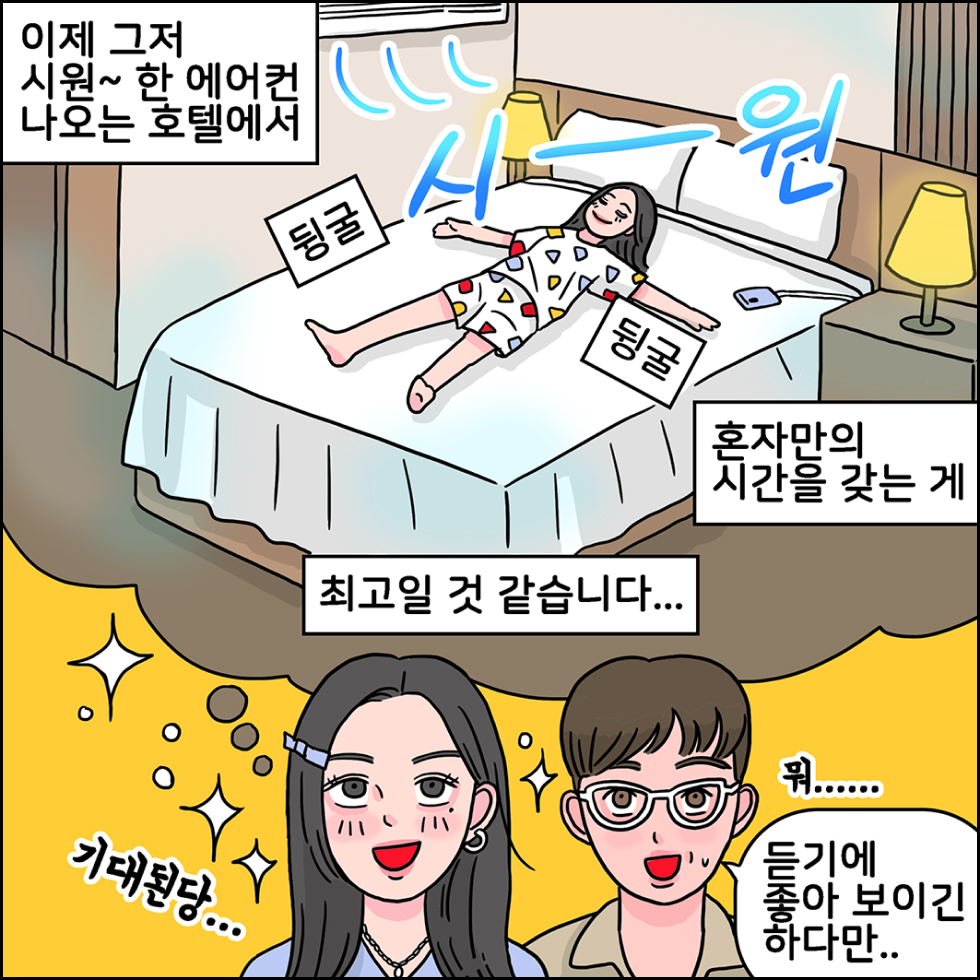 이제 그저
시원~ 한 에어컨
나오는 호텔에서
시 — 원
뒹굴
뒹굴
혼자만의
시간을 갖는 게
최고일 것 같습니다...
기대된당...
뭐......
듣기에
좋아 보이긴
하다만..